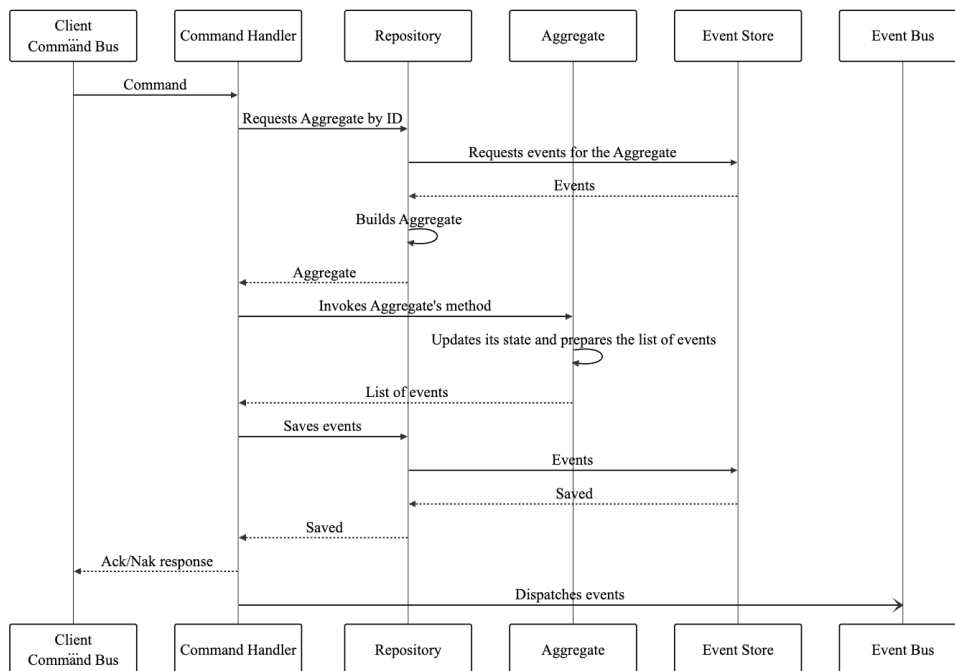 Client
...
Command Bus
Command Handler
Repository
Aggregate
Event Store
Event Bus
Command
Requests Aggregate by ID
Requests events for the Aggregate
Events
Builds Aggregate
Aggregate
Invokes Aggregate's method
Updates its state and prepares the list of events
List of events
Saves events
Events
Saved
Saved
Ack/Nak response
Dispatches events
Client
...
Command Bus
Command Handler
Repository
Aggregate
Event Store
Event Bus